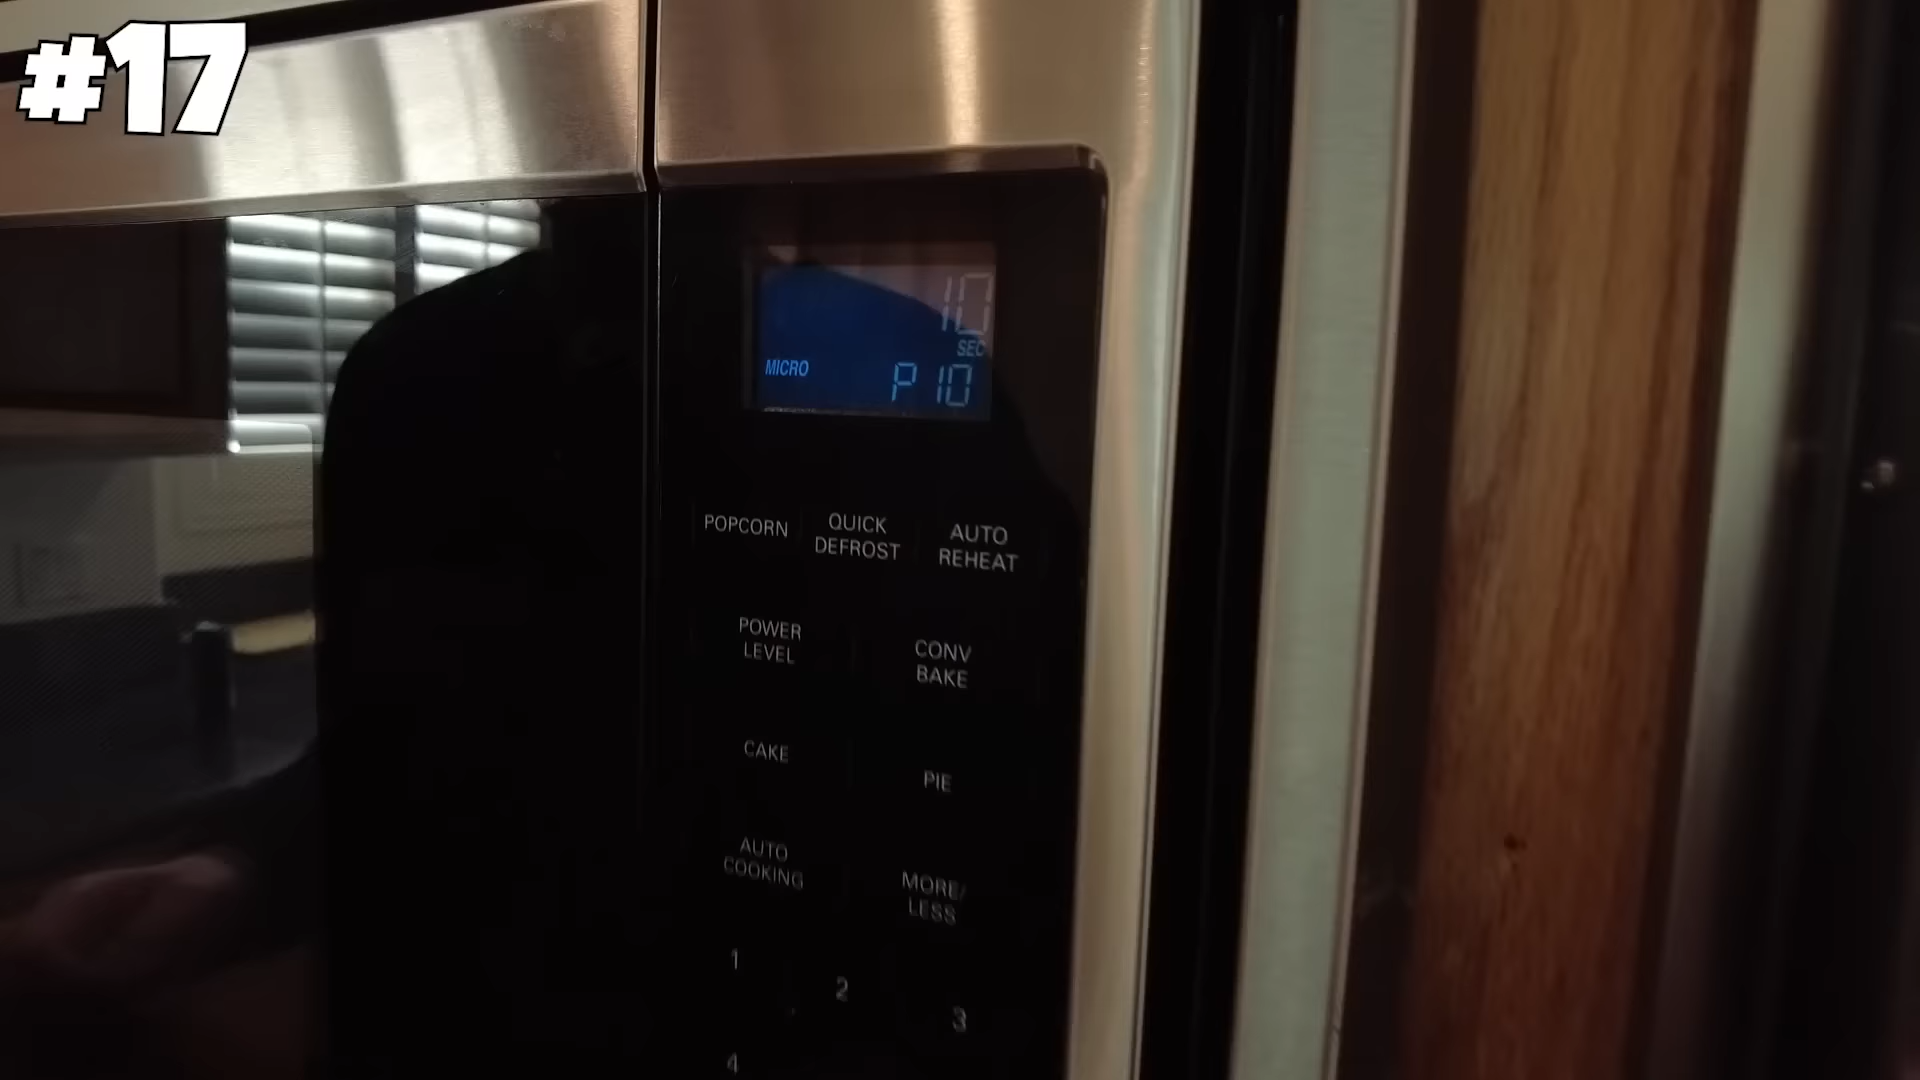 #17
10
SEC
MICRO P 10
POPCORN
QUICK
DEFROST
AUTO
REHEAT
POWER
LEVEL
CONV
BAKE
CAKE
PIE
AUTO
COOKING
MORE/
LESS
1
2
3
4